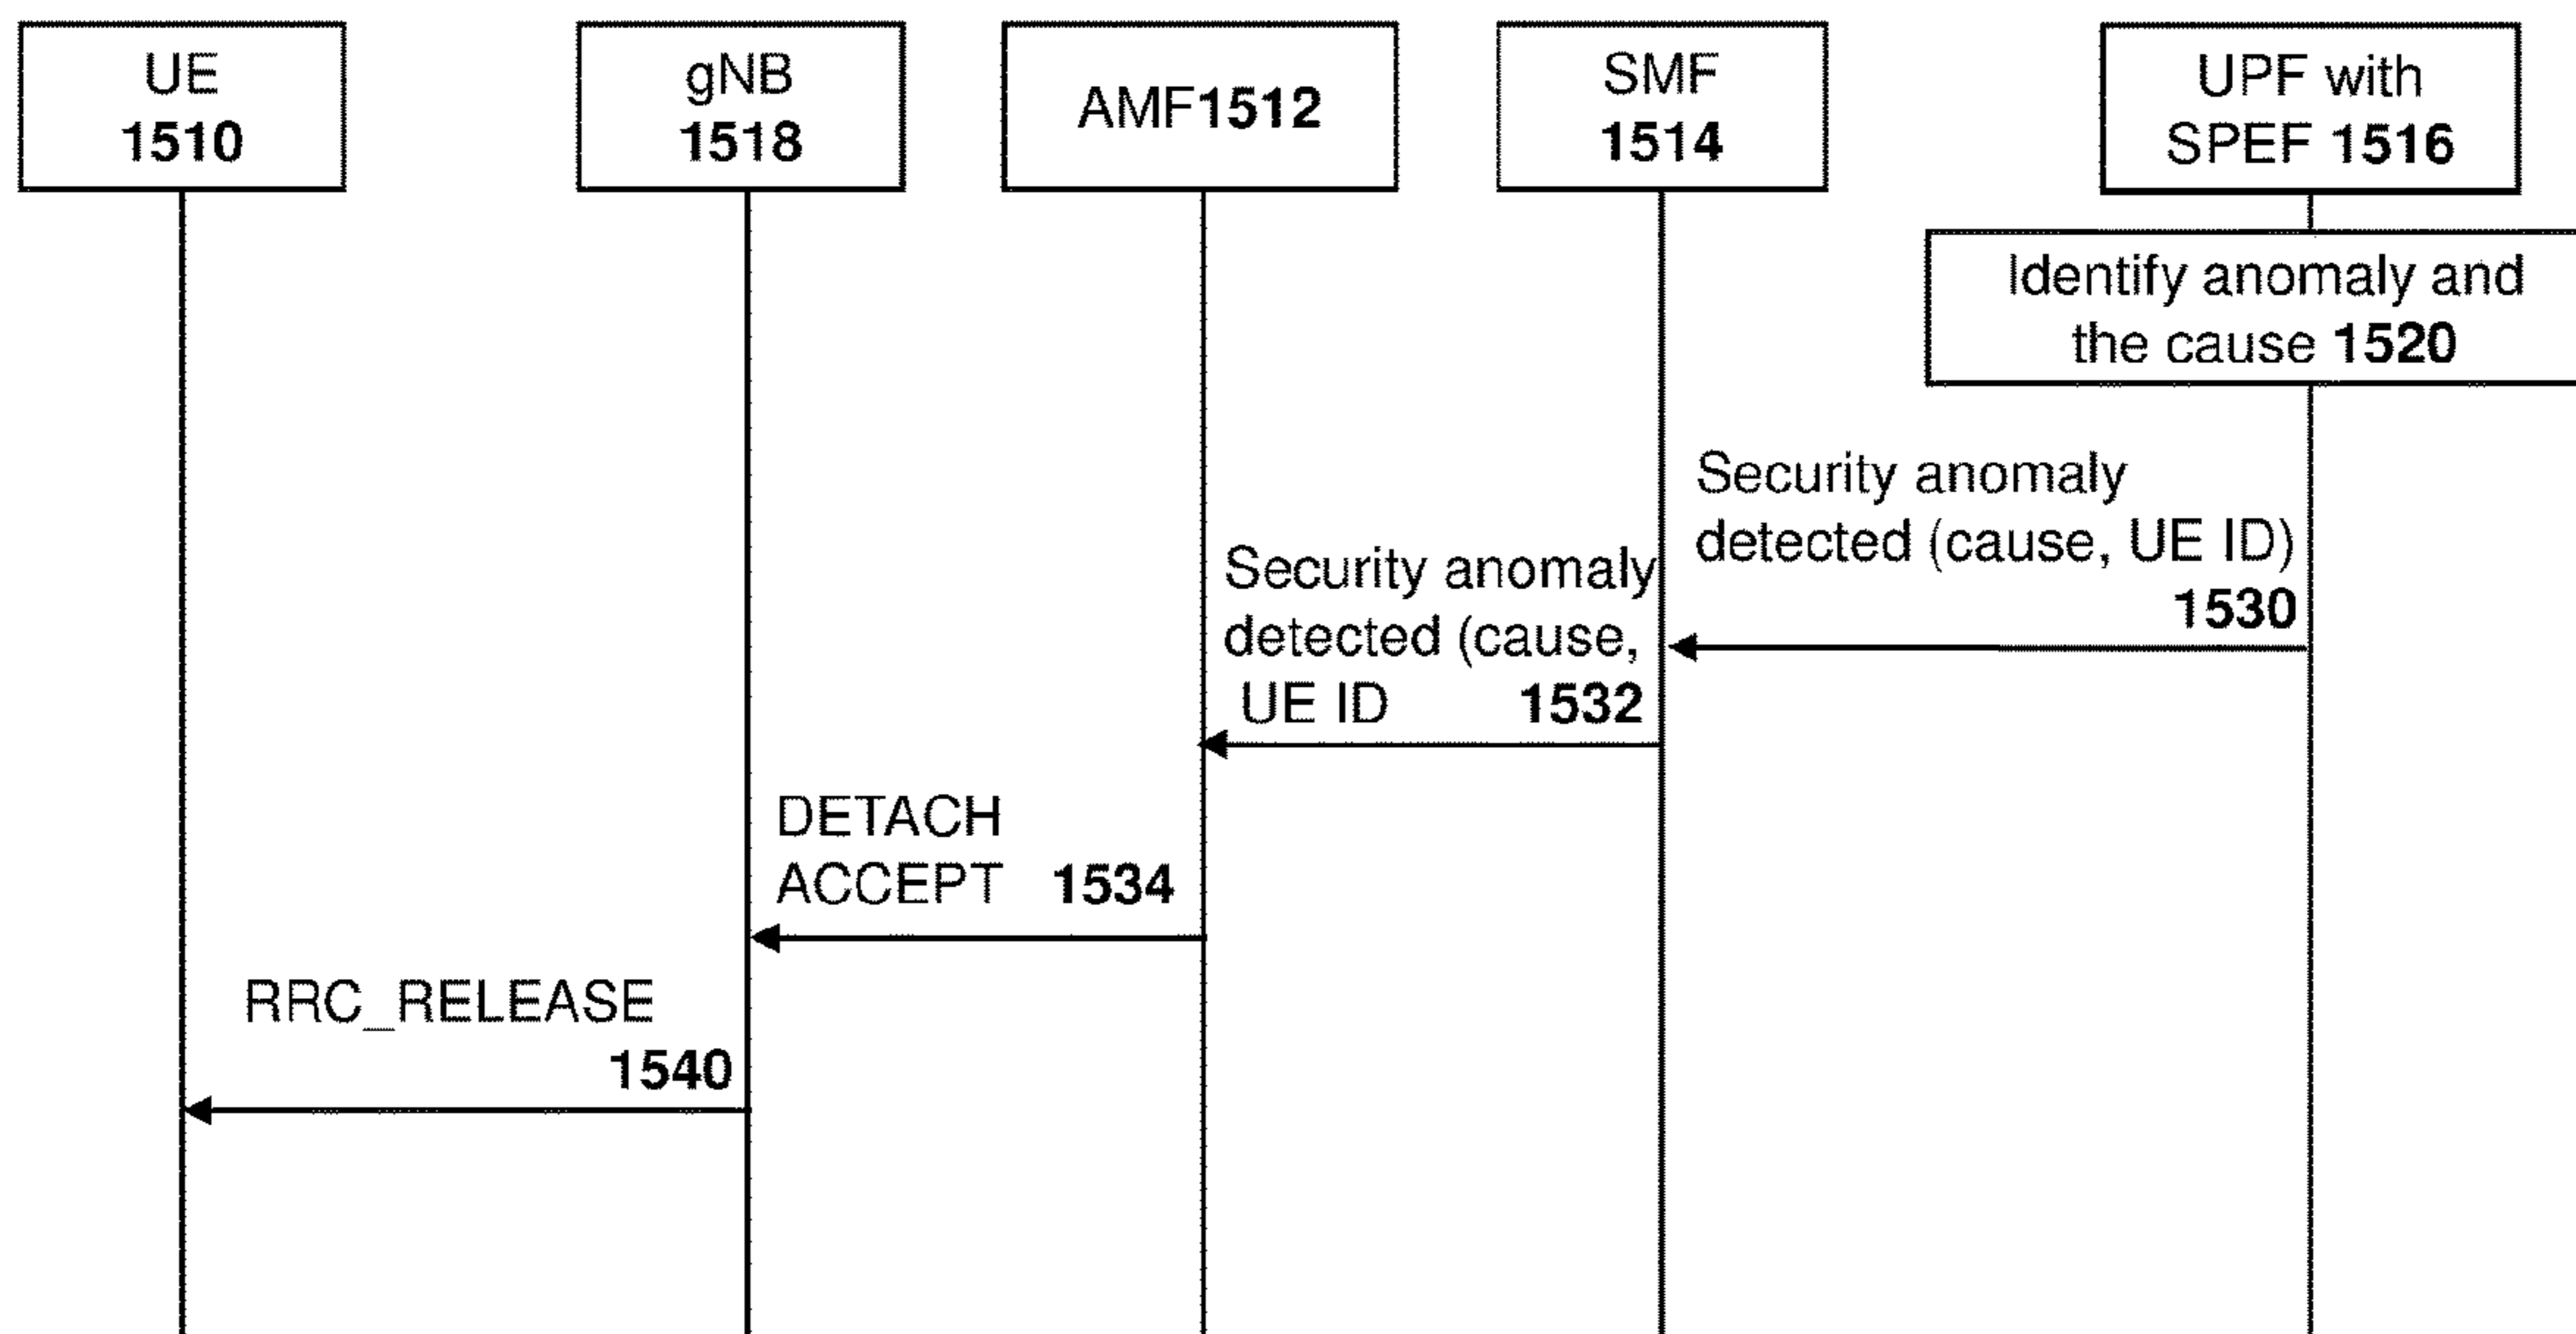 UE
1510
gNB
1518
AMF1512
SMF
1514
UPF with
SPEF 1516
Identify anomaly and
the cause 1520
Security anomaly
detected (cause, UE ID)
1530
Security anomaly
detected (cause,
UE ID 1532
DETACH
ACCEPT 1534
RRC_RELEASE
1540